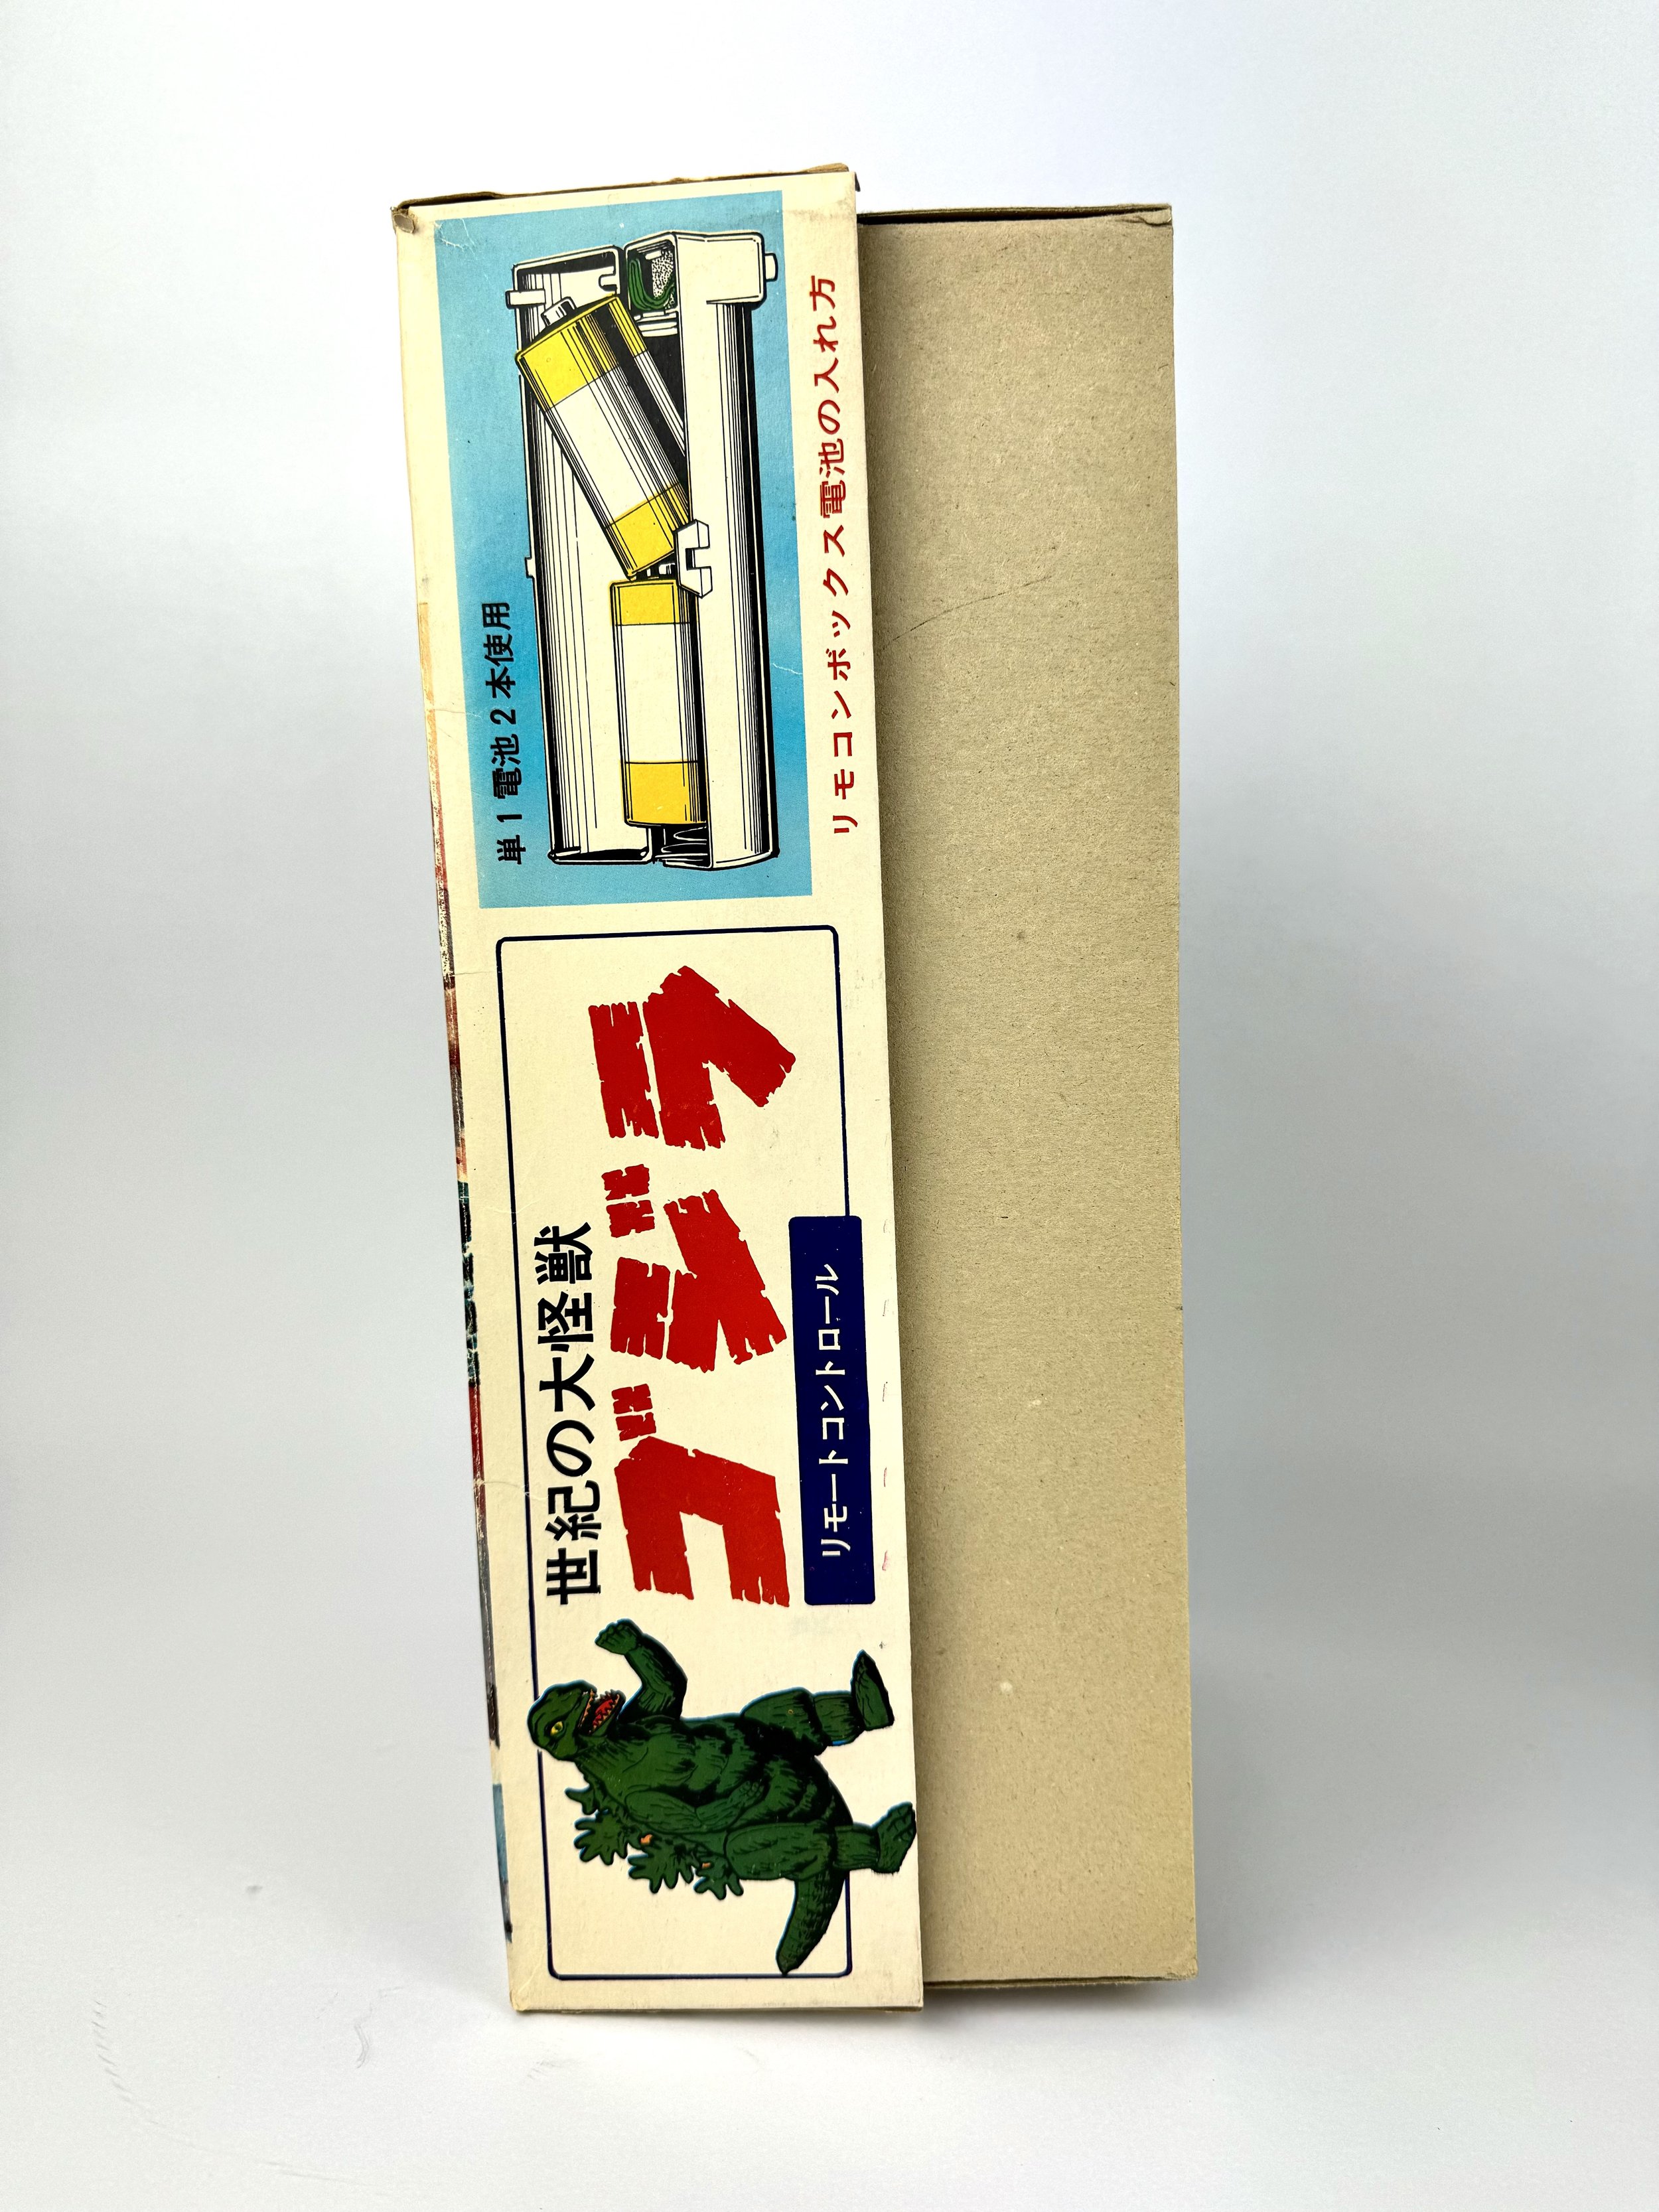 世紀の大怪獣
ゴジラ
リモートコントロール
単1電池2本使用
リモコンボックス電池の入れ方